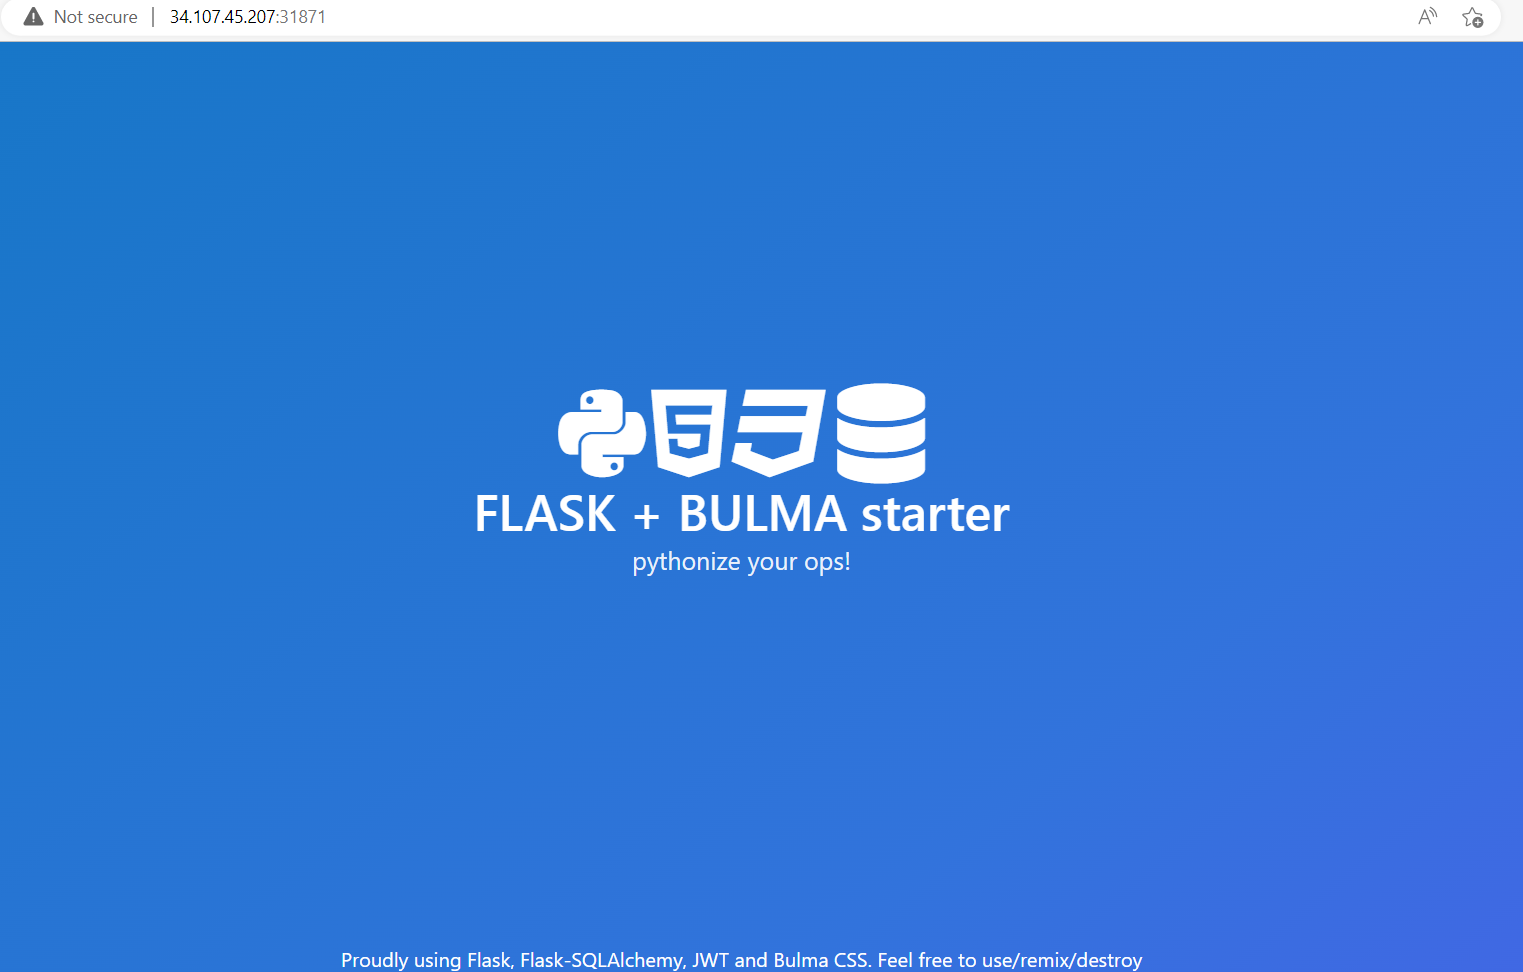 Not secure | 34.107.45.207:31871
FLASK + BULMA starter
pythonize your ops!
Proudly using Flask, Flask-SQLAlchemy, JWT and Bulma CSS. Feel free to use/remix/destroy